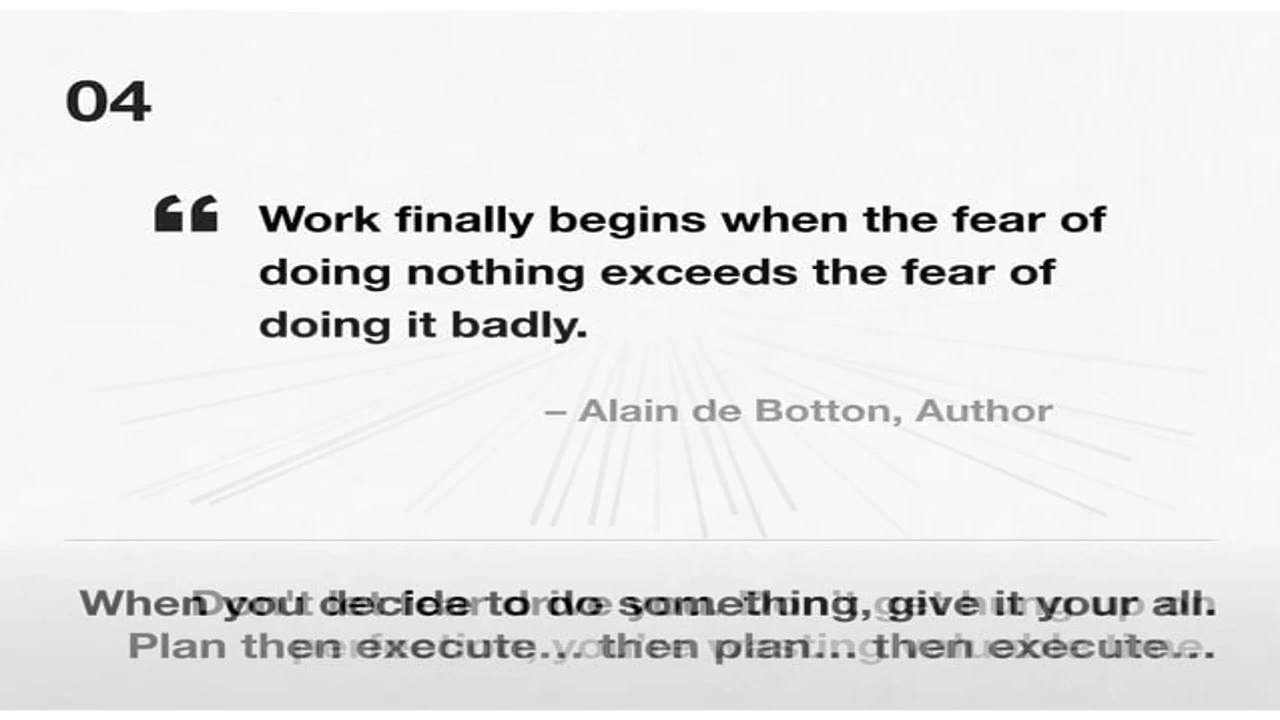 04
“ Work finally begins when the fear of
doing nothing exceeds the fear of
doing it badly.
– Alain de Botton, Author
When you decide to do something, give it your all.
Plan then execute... then plan... then execute...